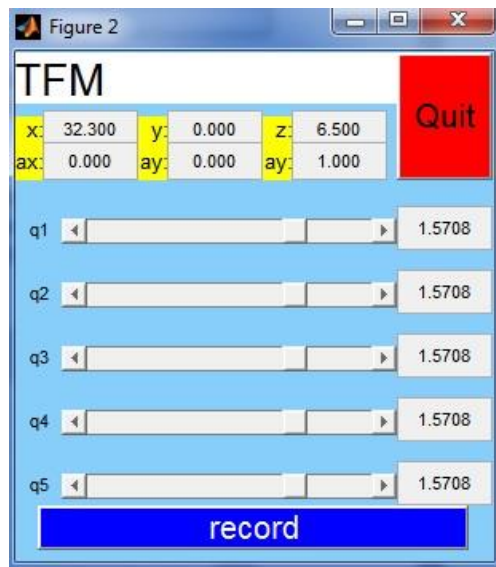 Figure 2
TFM
Quit
x: 32.300 y: 0.000 z: 6.500
ax: 0.000 ay: 0.000 ay: 1.000
q1 1.5708
q2 1.5708
q3 1.5708
q4 1.5708
q5 1.5708
record